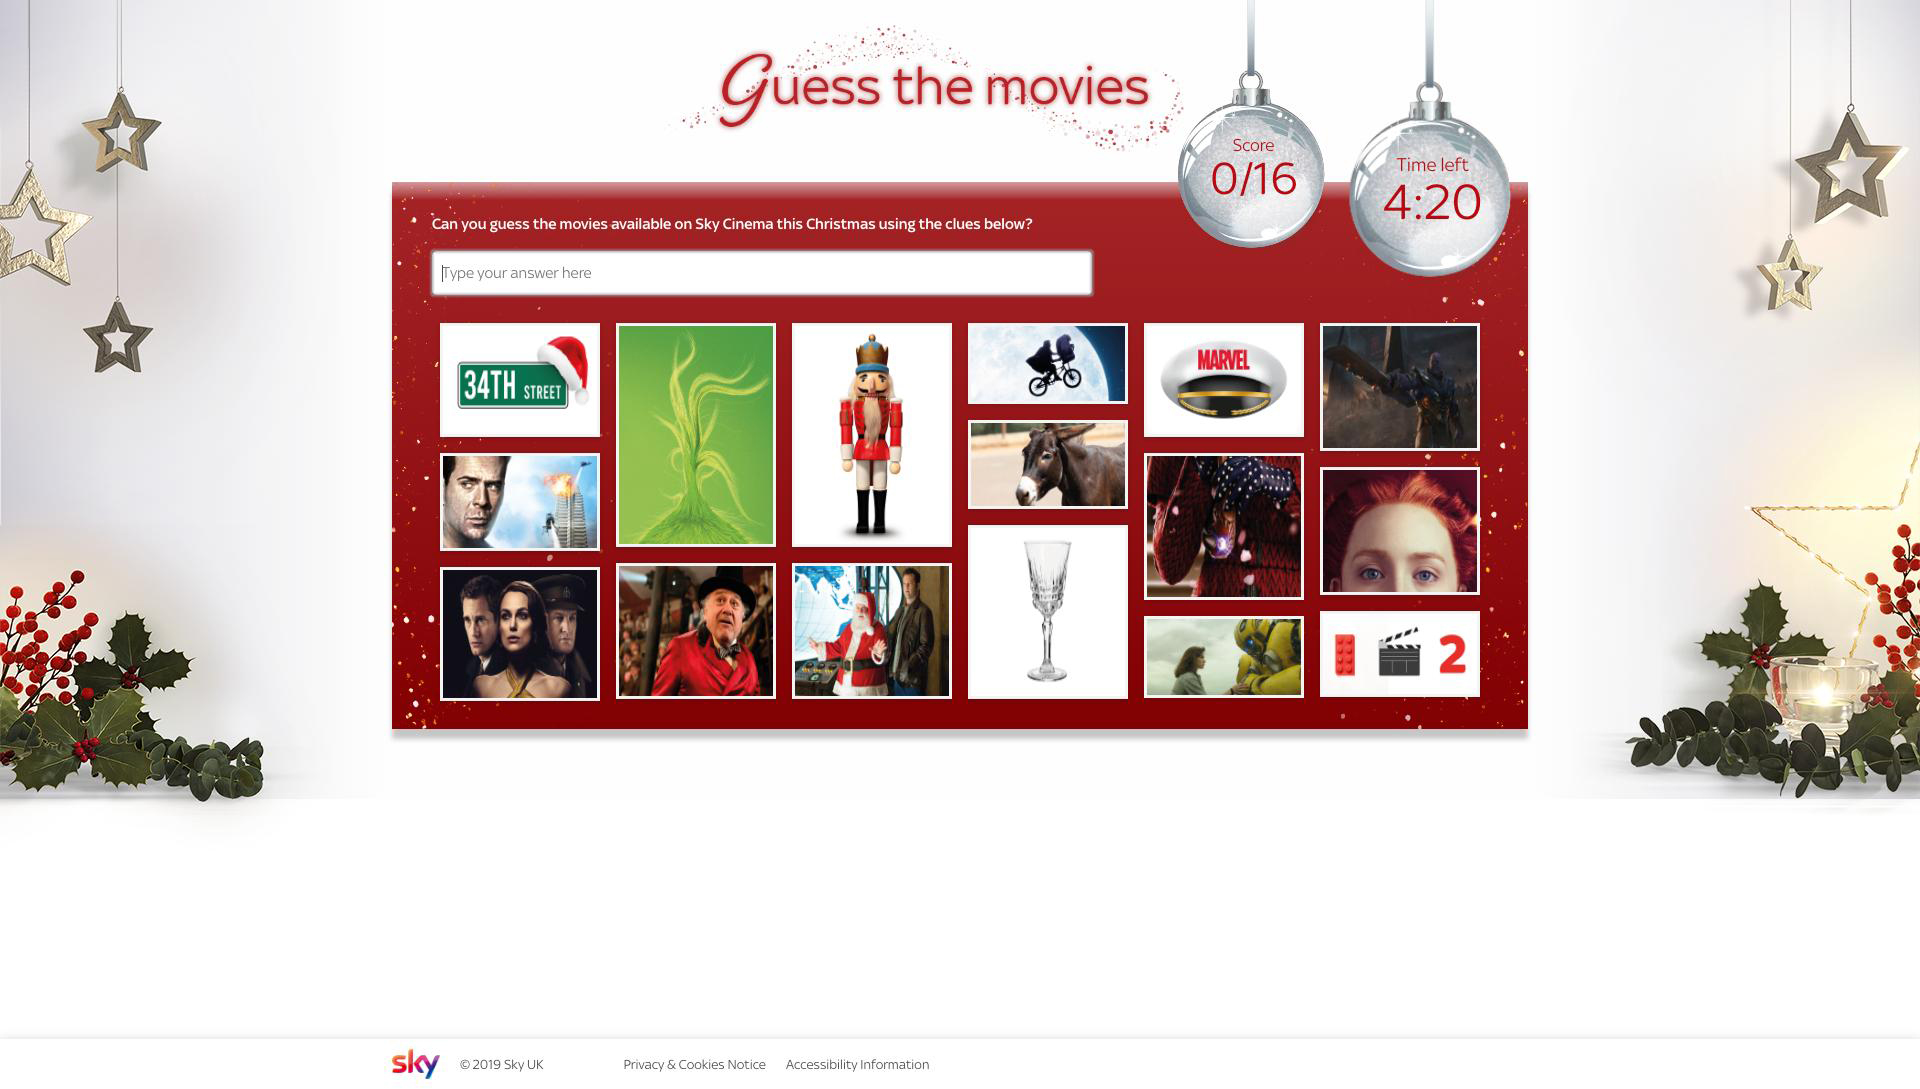 Guess the movies
Score
0/16
Time left
4:20
Can you guess the movies available on Sky Cinema this Christmas using the clues below?
Type your answer here
34TH STREET
MARVEL
2
sky
© 2019 Sky UK
Privacy & Cookies Notice
Accessibility Information